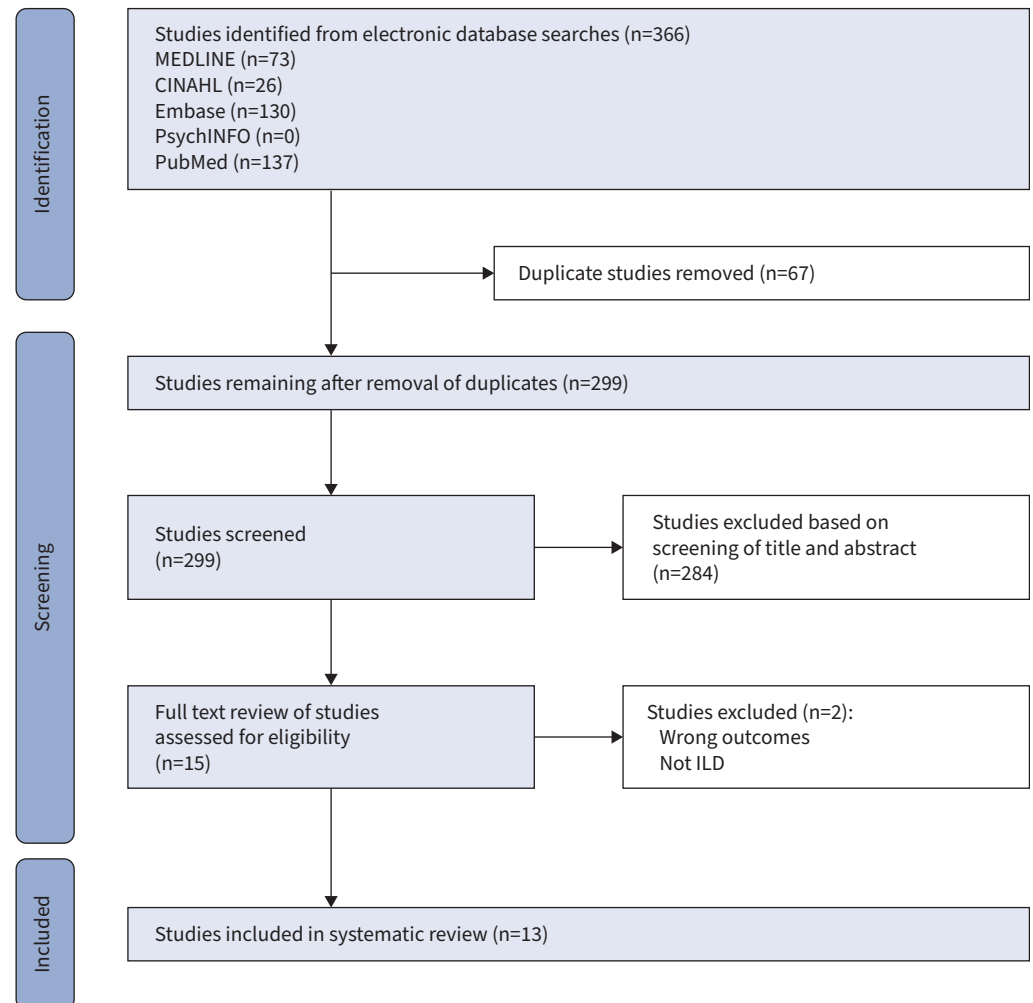 Identification
Studies identified from electronic database searches (n=366)
MEDLINE (n=73)
CINAHL (n=26)
Embase (n=130)
PsychINFO (n=0)
PubMed (n=137)
Duplicate studies removed (n=67)
Screening
Studies remaining after removal of duplicates (n=299)
Studies screened
(n=299)
Studies excluded based on
screening of title and abstract
(n=284)
Full text review of studies
assessed for eligibility
(n=15)
Studies excluded (n=2):
Wrong outcomes
Not ILD
Included
Studies included in systematic review (n=13)